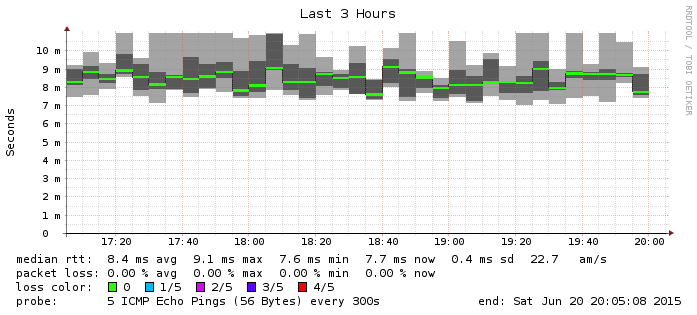 Last 3 Hours
RRDTOOL / TOBI OETIKER
Seconds
10 m
9 m
8 m
7 m
6 m
5 m
4 m
3 m
2 m
1 m
0
17:20 17:40 18:00 18:20 18:40 19:00 19:20 19:40 20:00
median rtt: 8.4 ms avg 9.1 ms max 7.6 ms min 7.7 ms now 0.4 ms sd 22.7 am/s
packet loss: 0.00 % avg 0.00 % max 0.00 % min 0.00 % now
loss color: 0 1/5 2/5 3/5 4/5
probe: 5 ICMP Echo Pings (56 Bytes) every 300s end: Sat Jun 20 20:05:08 2015